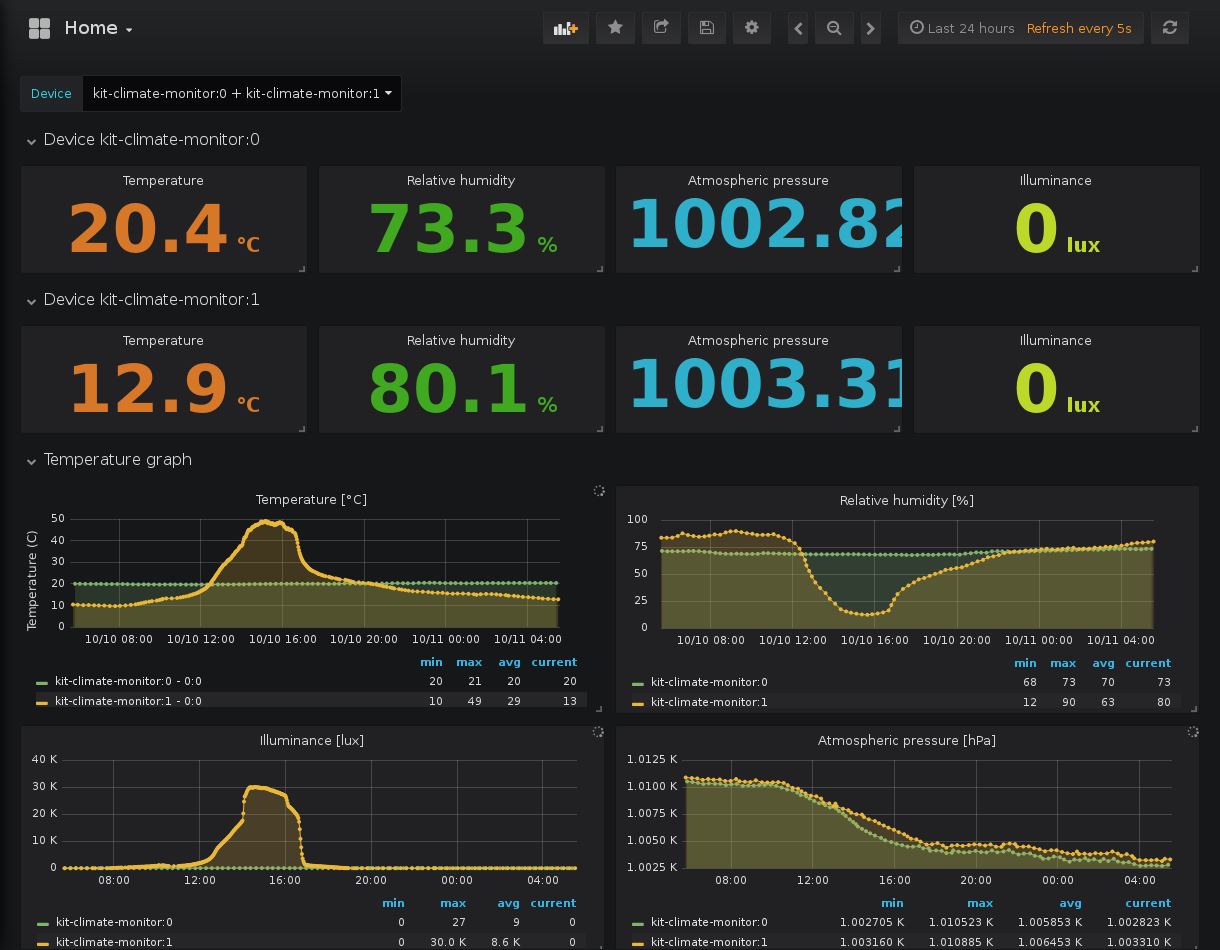 Home
Last 24 hours Refresh every 5s
Device kit-climate-monitor:0 + kit-climate-monitor:1
Device kit-climate-monitor:0
Temperature Relative humidity Atmospheric pressure Illuminance
20.4 °C 73.3 % 1002.82 0 lux
Device kit-climate-monitor:1
Temperature Relative humidity Atmospheric pressure Illuminance
12.9 °C 80.1 % 1003.31 0 lux
Temperature graph
Temperature [°C]
Temperature (C)
50
40
30
20
10
0
10/10 08:00 10/10 12:00 10/10 16:00 10/10 20:00 10/11 00:00 10/11 04:00
min max avg current
kit-climate-monitor:0 - 0:0 20 21 20 20
kit-climate-monitor:1 - 0:0 10 49 29 13
Relative humidity [%]
100
75
50
25
0
10/10 08:00 10/10 12:00 10/10 16:00 10/10 20:00 10/11 00:00 10/11 04:00
min max avg current
kit-climate-monitor:0 68 73 70 73
kit-climate-monitor:1 12 90 63 80
Illuminance [lux]
40 K
30 K
20 K
10 K
0
08:00 12:00 16:00 20:00 00:00 04:00
min max avg current
kit-climate-monitor:0 0 27 9 0
kit-climate-monitor:1 0 30.0 K 8.6 K 0
Atmospheric pressure [hPa]
1.0125 K
1.0100 K
1.0075 K
1.0050 K
1.0025 K
08:00 12:00 16:00 20:00 00:00 04:00
min max avg current
kit-climate-monitor:0 1.002705 K 1.010523 K 1.005853 K 1.002823 K
kit-climate-monitor:1 1.003160 K 1.010885 K 1.006453 K 1.003310 K